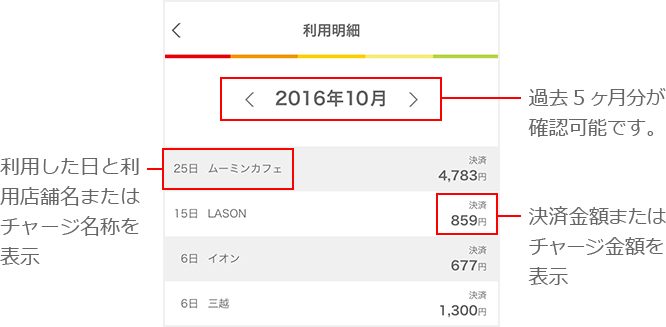 利用明細
2016年10月
過去5ヶ月分が
確認可能です。
利用した日と利
用店舗名または
チャージ名称を
表示
25日 ムーミンカフェ 決済
4,783円
15日 LASON 決済
859円
決済金額または
チャージ金額を
表示
6日 イオン 決済
677円
6日 三越 決済
1,300円